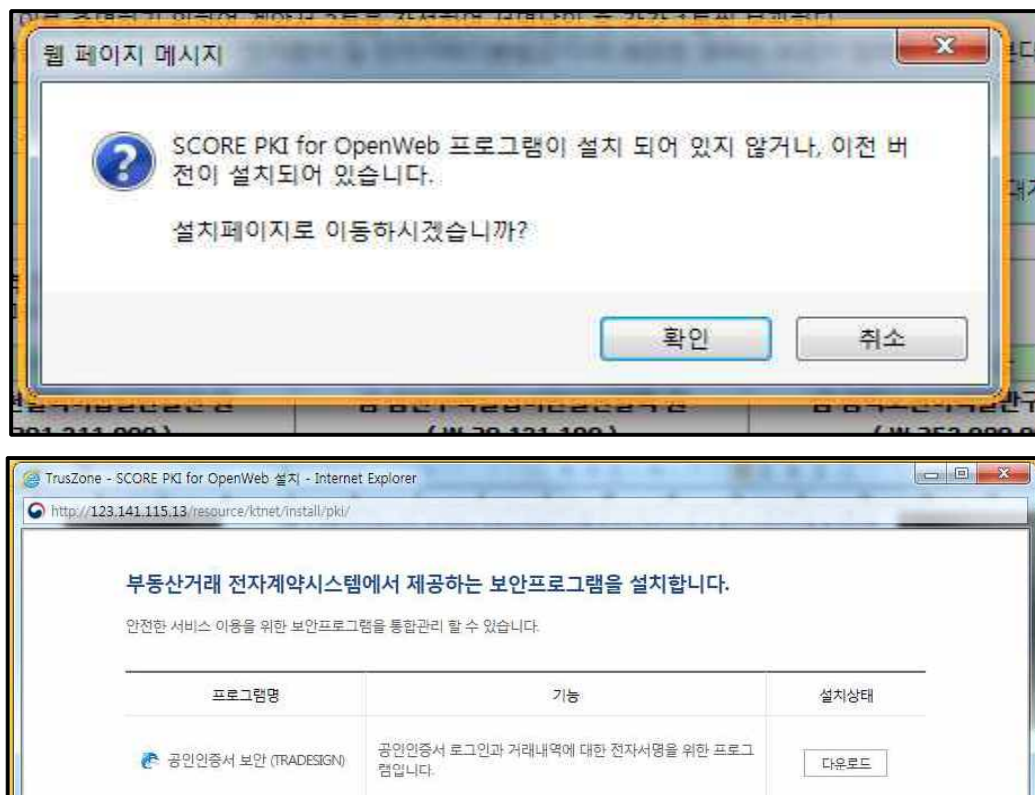 웹 페이지 메시지
SCORE PKI for OpenWeb 프로그램이 설치 되어 있지 않거나, 이전 버
전이 설치되어 있습니다.
설치페이지로 이동하시겠습니까?
확인 취소
TrusZone - SCORE PKI for OpenWeb 설치 - Internet Explorer
http://123.141.115.13/resource/ktnet/install/pki/
부동산거래 전자계약시스템에서 제공하는 보안프로그램을 설치합니다.
안전한 서비스 이용을 위한 보안프로그램을 통합관리 할 수 있습니다.
프로그램명 기능 설치상태
공인인증서 보안 (TRADESIGN) 공인인증서 로그인과 거래내역에 대한 전자서명을 위한 프로그
램입니다. 다운로드